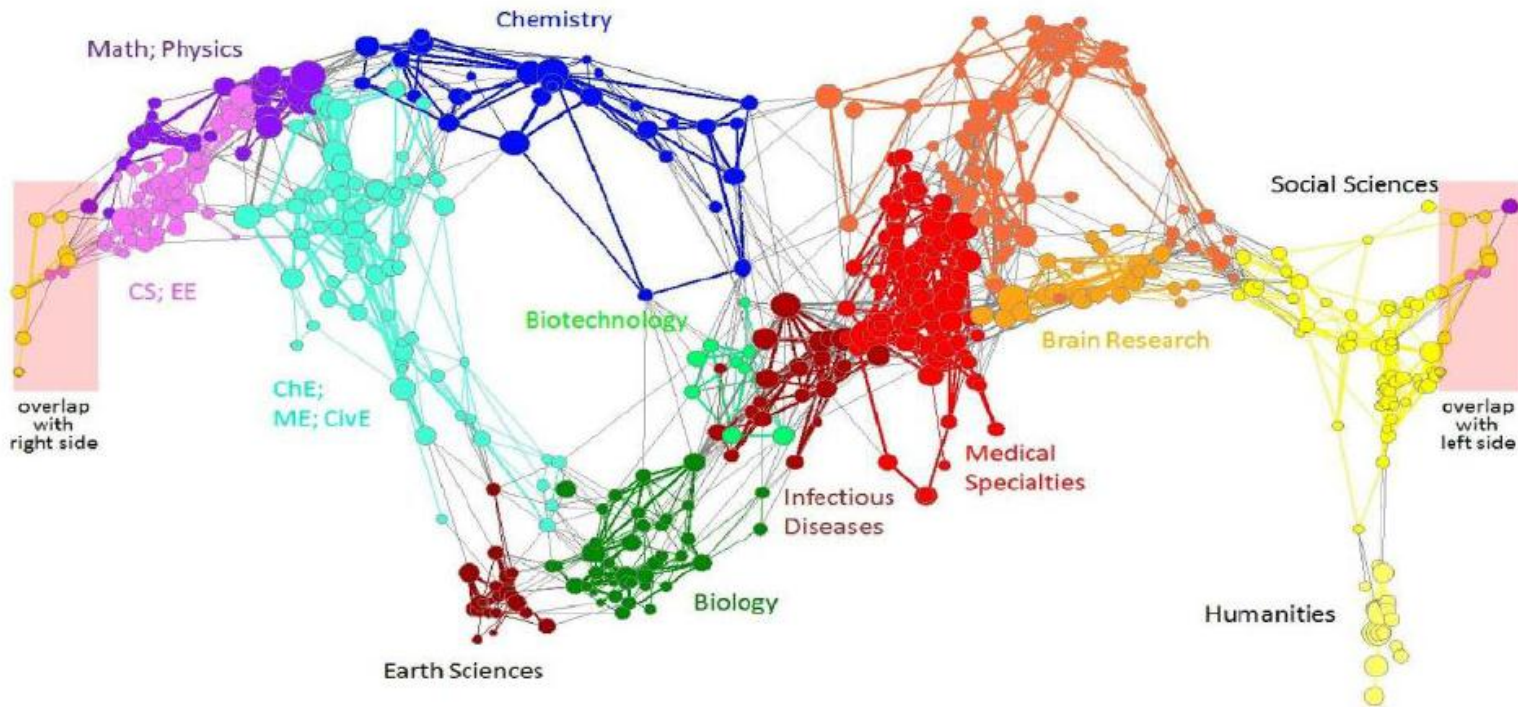 Chemistry
Math; Physics
Social Sciences
CS; EE
Biotechnology
Brain Research
ChE;
ME; CivE
overlap
with
right side
overlap
with
left side
Medical
Specialties
Infectious
Diseases
Biology
Humanities
Earth Sciences